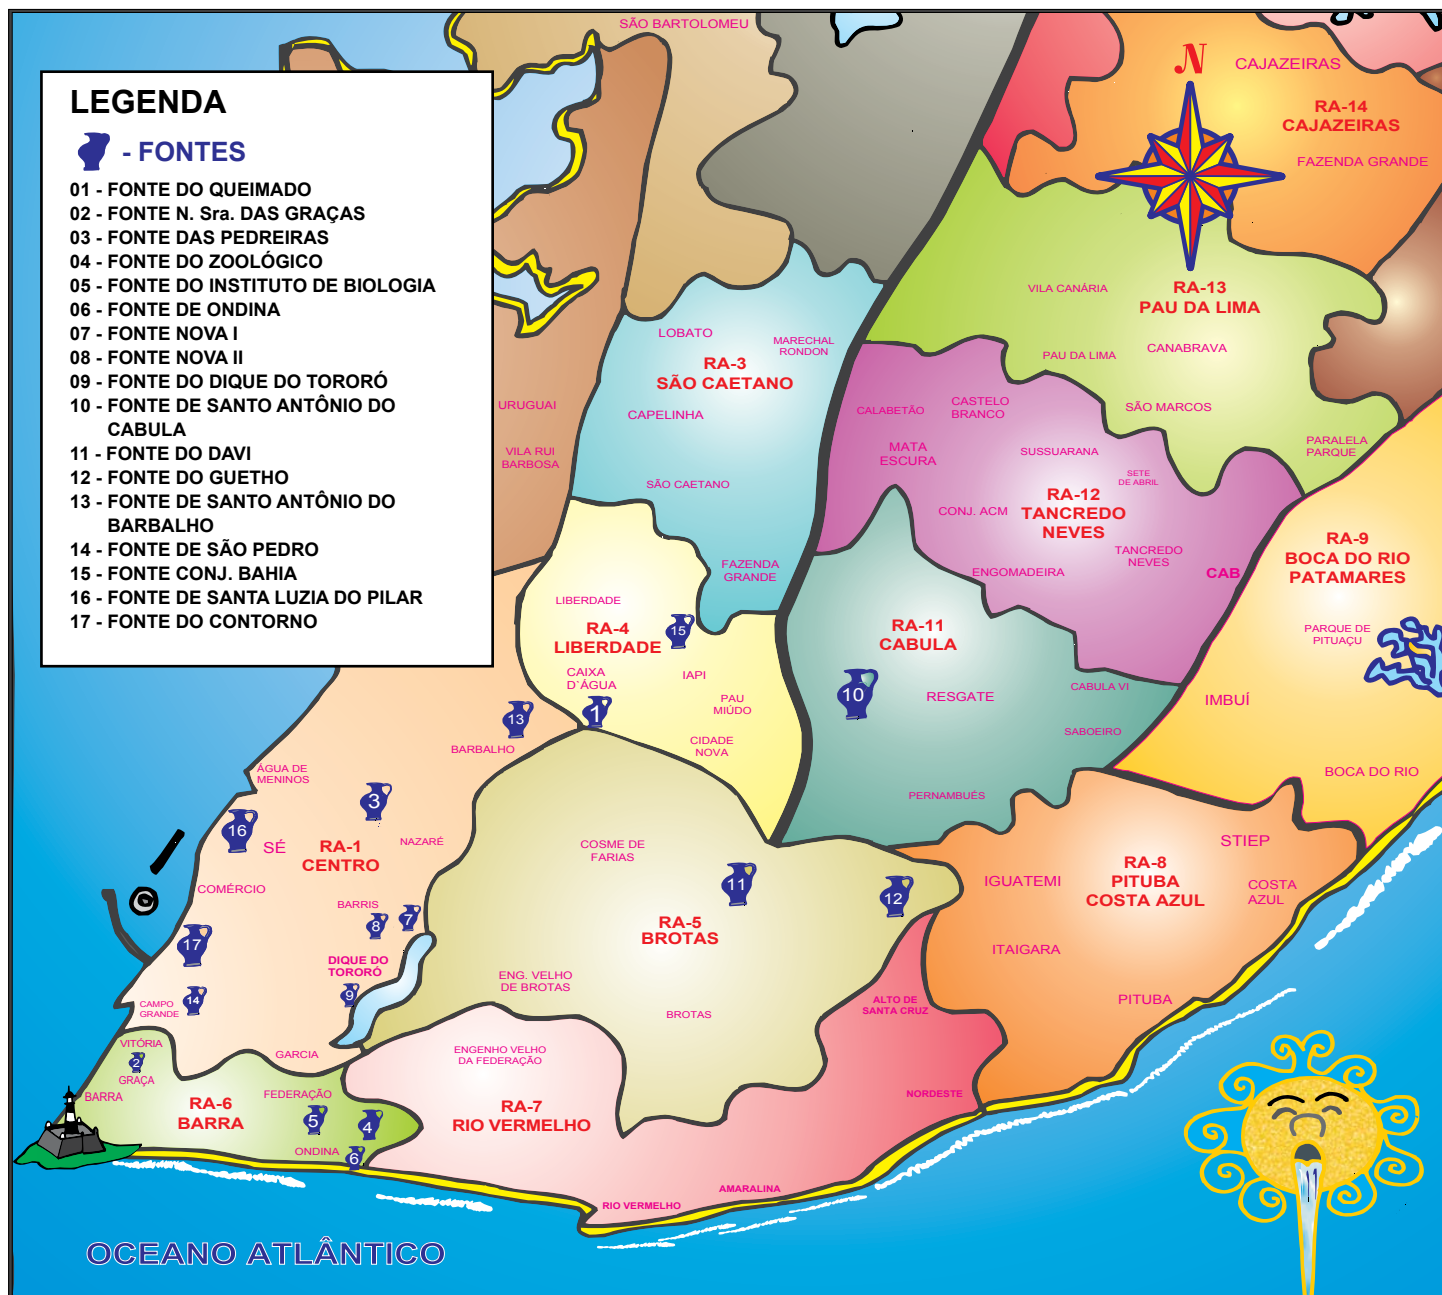 LEGENDA
- FONTES
01 - FONTE DO QUEIMADO
02 - FONTE N. Sra. DAS GRAÇAS
03 - FONTE DAS PEDREIRAS
04 - FONTE DO ZOOLÓGICO
05 - FONTE DO INSTITUTO DE BIOLOGIA
06 - FONTE DE ONDINA
07 - FONTE NOVA I
08 - FONTE NOVA II
09 - FONTE DO DIQUE DO TORORÓ
10 - FONTE DE SANTO ANTÔNIO DO
CABULA
11 - FONTE DO DAVI
12 - FONTE DO GUETHO
13 - FONTE DE SANTO ANTÔNIO DO
BARBALHO
14 - FONTE DE SÃO PEDRO
15 - FONTE CONJ. BAHIA
16 - FONTE DE SANTA LUZIA DO PILAR
17 - FONTE DO CONTORNO
SÃO BARTOLOMEU
N
CAJAZEIRAS
RA-14
CAJAZEIRAS
FAZENDA GRANDE
VILA CANÁRIA
RA-13
PAU DA LIMA
PAU DA LIMA
CANABRAVA
SÃO MARCOS
PARALELA
PARQUE
LOBATO
MARECHAL
RONDON
RA-3
SÃO CAETANO
CAPELINHA
SÃO CAETANO
FAZENDA
GRANDE
URUGUAI
VILA RUI
BARBOSA
CALABETÃO
CASTELO
BRANCO
MATA
ESCURA
SUSSUARANA
SETE
DE ABRIL
RA-12
TANCREDO
NEVES
CONJ. ACM
TANCREDO
NEVES
ENGOMADEIRA
CAB
RA-9
BOCA DO RIO
PATAMARES
PARQUE DE
PITUAÇU
IMBUÍ
BOCA DO RIO
LIBERDADE
RA-4
LIBERDADE
15
CAIXA
D`ÁGUA
IAPI
PAU
MIÚDO
1
CIDADE
NOVA
RA-11
CABULA
10
RESGATE
CABULA VI
SABOEIRO
PERNAMBUÉS
13
BARBALHO
ÁGUA DE
MENINOS
3
16
SÉ
RA-1
CENTRO
NAZARÉ
COMÉRCIO
BARRIS
8
7
17
DIQUE DO
TORORÓ
9
14
CAMPO
GRANDE
GARCIA
COSME DE
FARIAS
11
12
RA-5
BROTAS
ENG. VELHO
DE BROTAS
BROTAS
RA-8
PITUBA
COSTA AZUL
STIEP
IGUATEMI
COSTA
AZUL
ITAIGARA
PITUBA
ALTO DE
SANTA CRUZ
NORDESTE
VITÓRIA
2
GRAÇA
BARRA
RA-6
BARRA
FEDERAÇÃO
5
4
ONDINA
6
ENGENHO VELHO
DA FEDERAÇÃO
RA-7
RIO VERMELHO
AMARALINA
RIO VERMELHO
OCEANO ATLÂNTICO